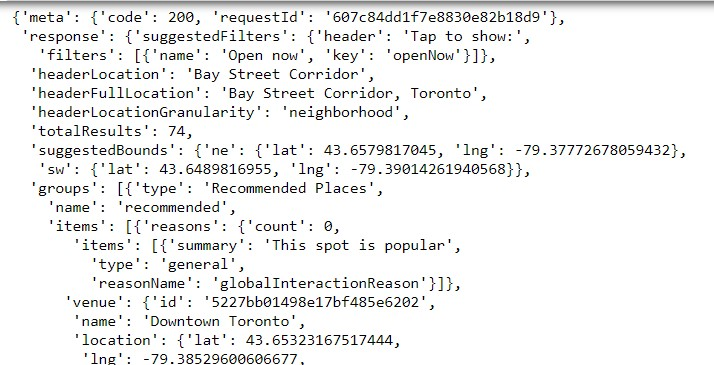 {'meta': {'code': 200, 'requestId': '607c84dd1f7e8830e82b18d9'},
'response': {'suggestedFilters': {'header': 'Tap to show:',
'filters': [{'name': 'Open now', 'key': 'openNow'}]},
'headerLocation': 'Bay Street Corridor',
'headerFullLocation': 'Bay Street Corridor, Toronto',
'headerLocationGranularity': 'neighborhood',
'totalResults': 74,
'suggestedBounds': {'ne': {'lat': 43.6579817045, 'lng': -79.37772678059432},
'sw': {'lat': 43.6489816955, 'lng': -79.39014261940568}},
'groups': [{'type': 'Recommended Places',
'name': 'recommended',
'items': [{'reasons': {'count': 0,
'items': [{'summary': 'This spot is popular',
'type': 'general',
'reasonName': 'globalInteractionReason'}]},
'venue': {'id': '5227bb01498e17bf485e6202',
'name': 'Downtown Toronto',
'location': {'lat': 43.65323167517444,
'lng': -79.38529600606677,